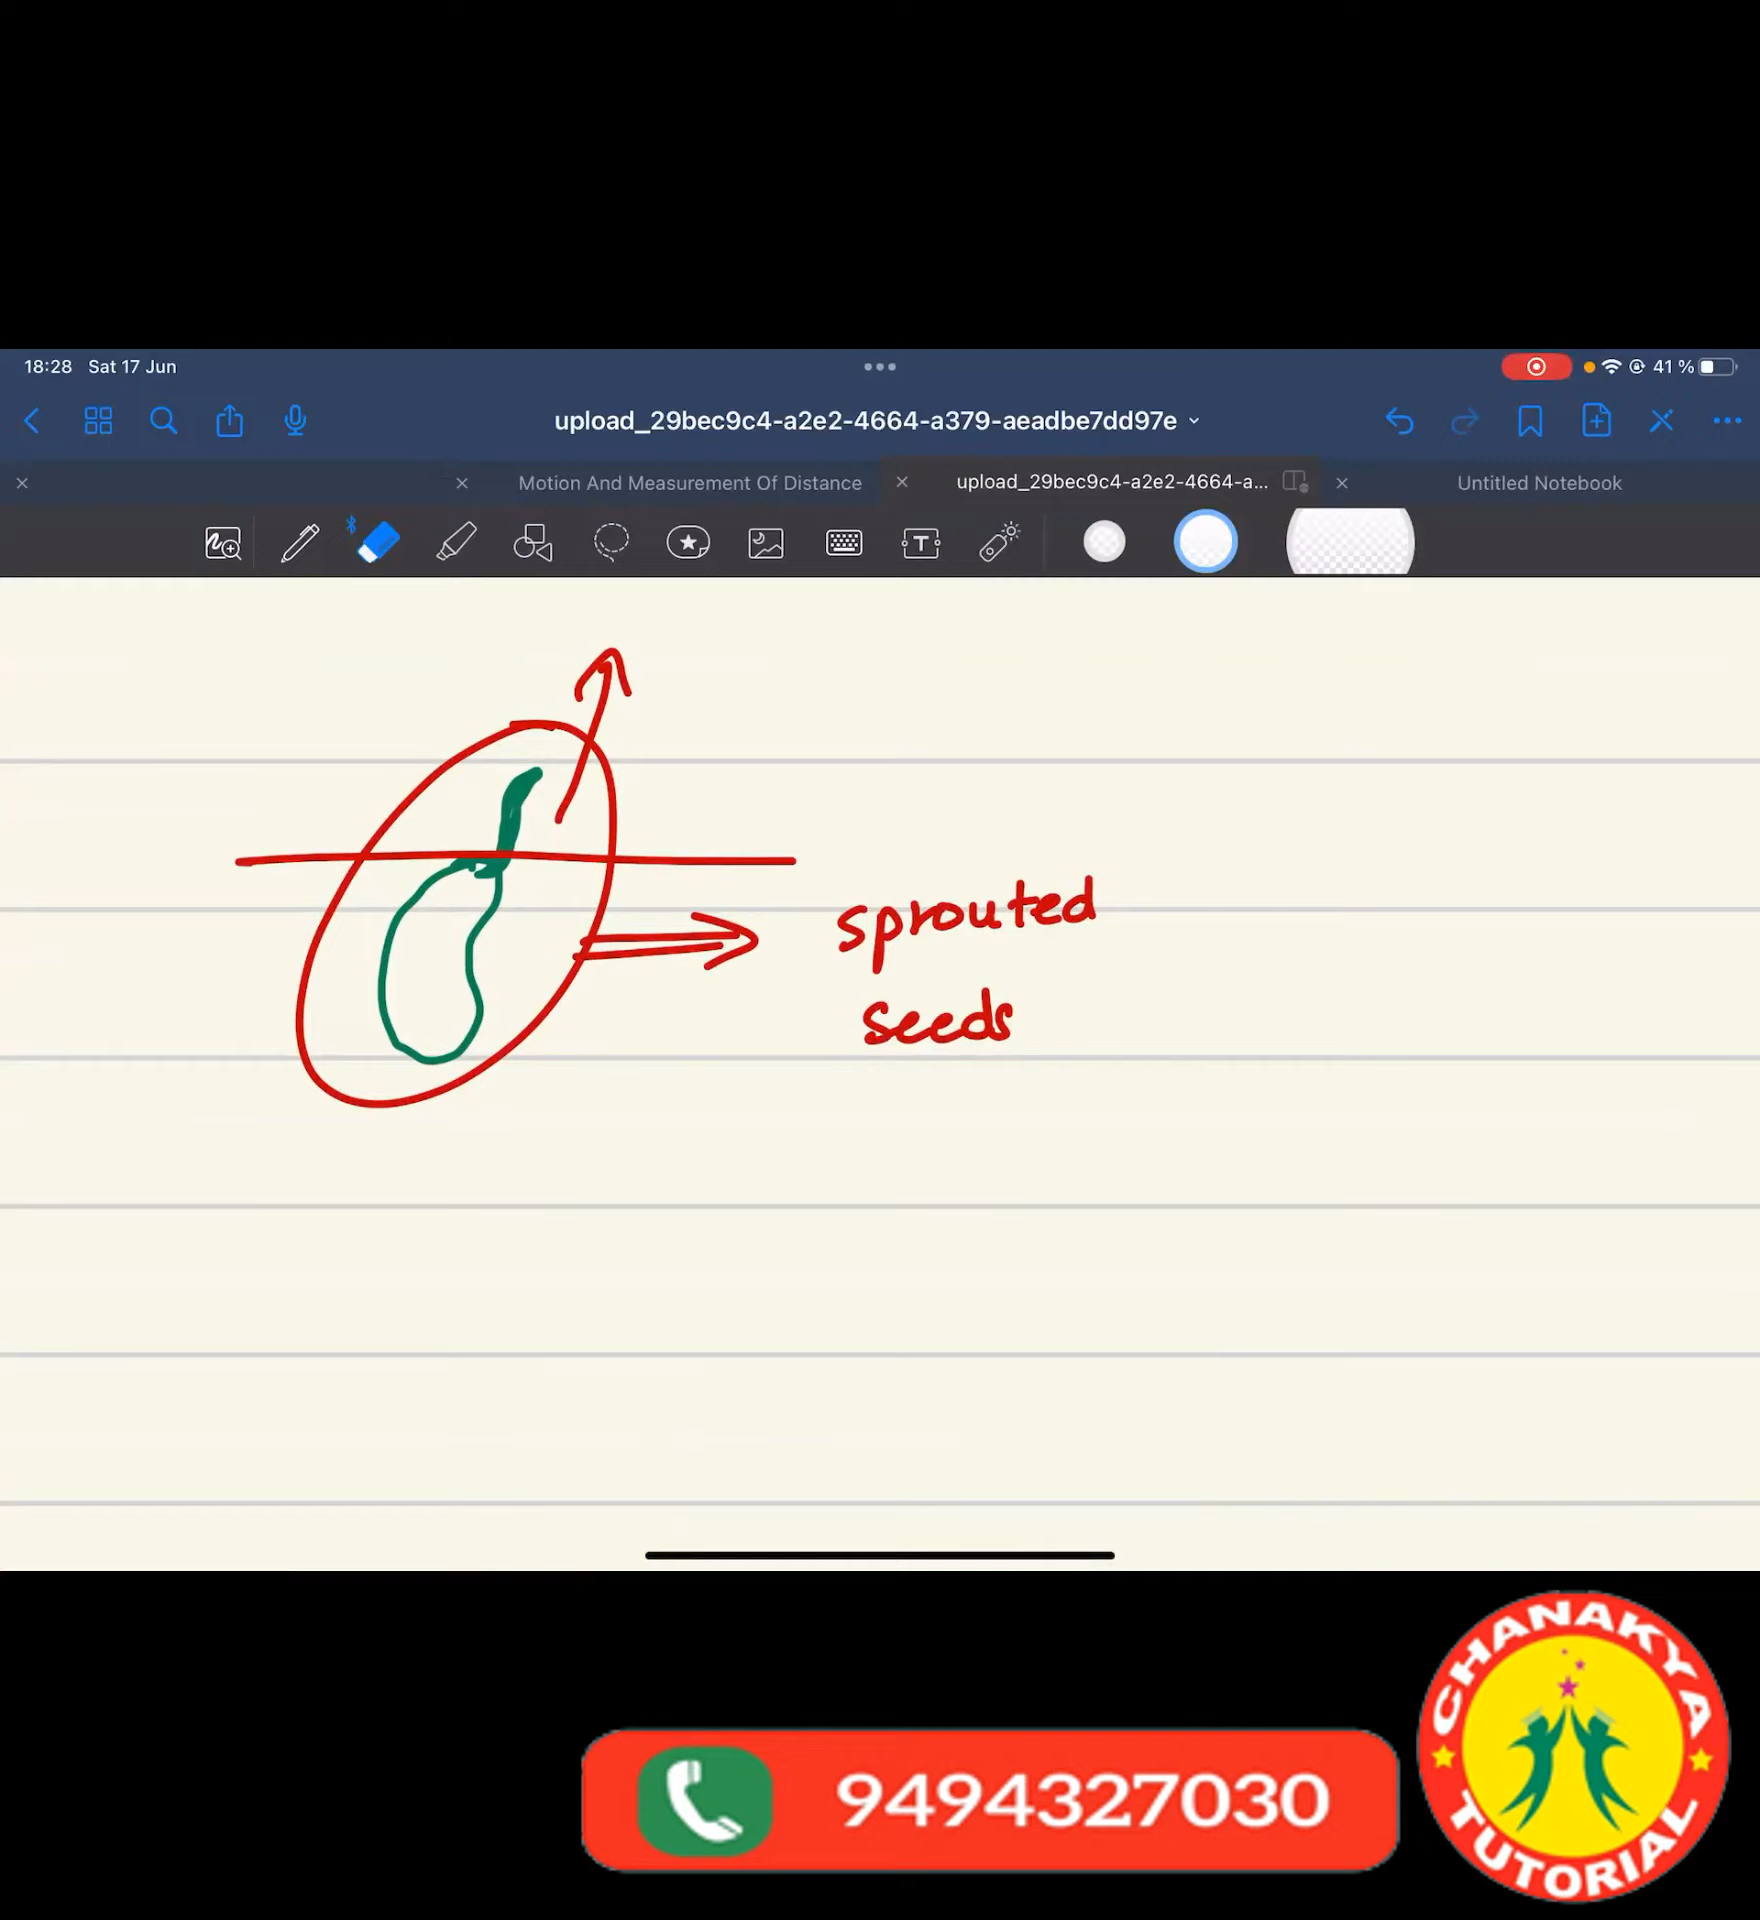 18:28 Sat 17 Jun
41 %
upload_29bec9c4-a2e2-4664-a379-aeadbe7dd97e
Motion And Measurement Of Distance
upload_29bec9c4-a2e2-4664-a...
Untitled Notebook
T
sprouted
seeds
9494327030
CHANAKYA
TUTORIAL